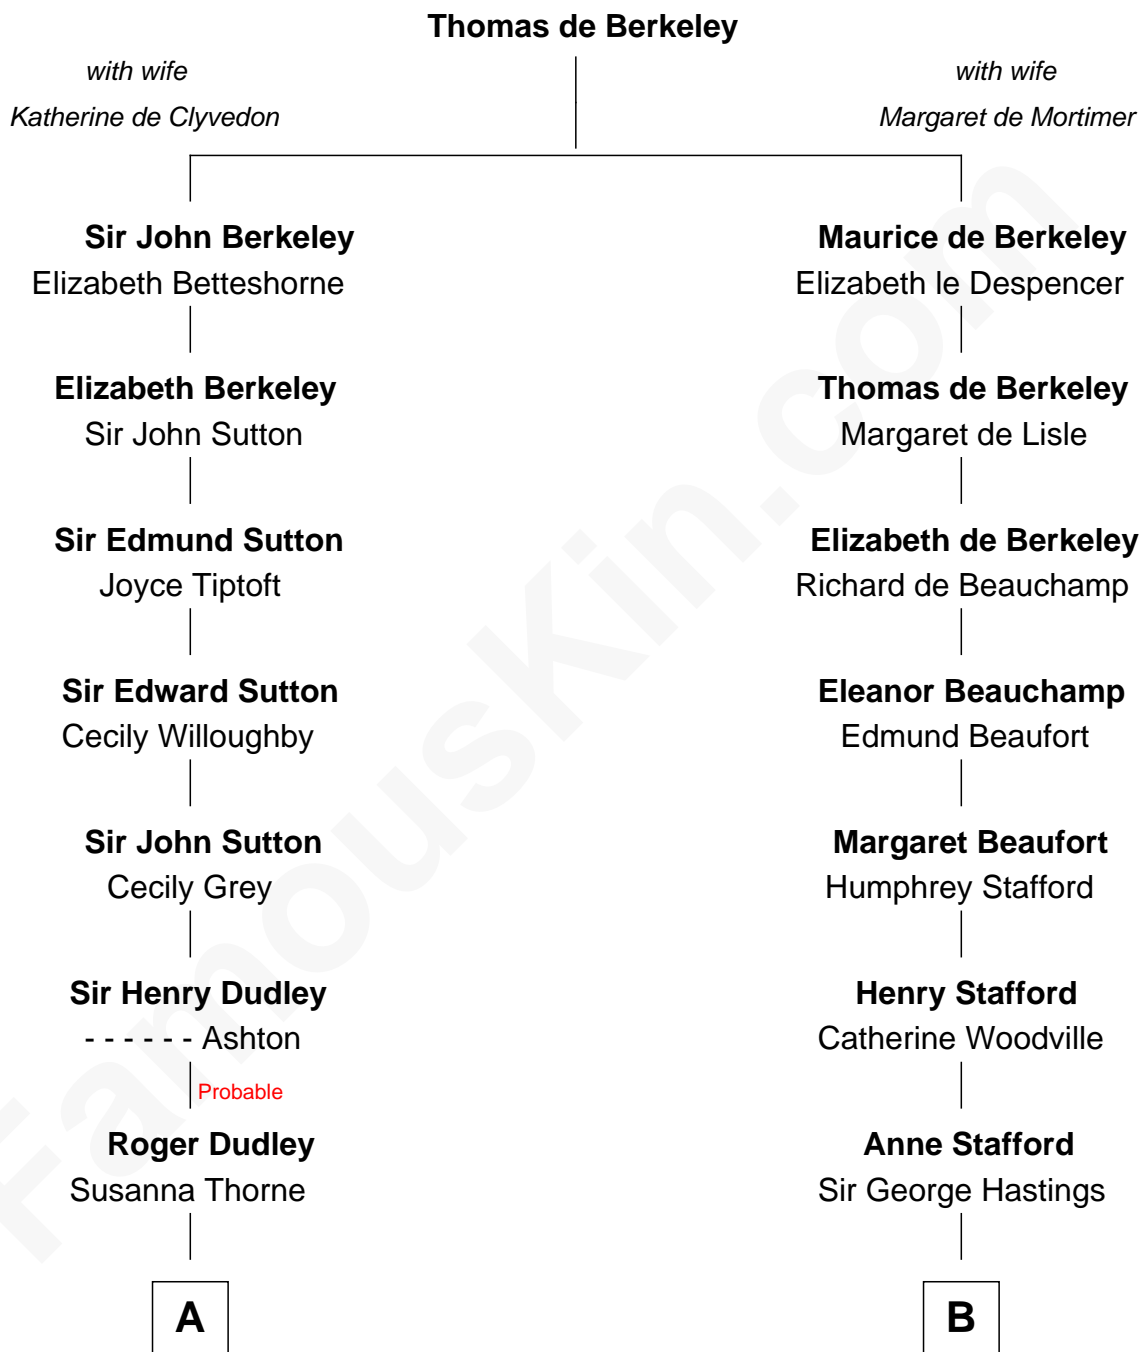 Thomas de Berkeley
with wife
Katherine de Clyvedon
with wife
Margaret de Mortimer
Sir John Berkeley
Elizabeth Betteshorne
Maurice de Berkeley
Elizabeth le Despencer
Elizabeth Berkeley
Sir John Sutton
Thomas de Berkeley
Margaret de Lisle
Sir Edmund Sutton
Joyce Tiptoft
Elizabeth de Berkeley
Richard de Beauchamp
Sir Edward Sutton
Cecily Willoughby
Eleanor Beauchamp
Edmund Beaufort
Sir John Sutton
Cecily Grey
Margaret Beaufort
Humphrey Stafford
Sir Henry Dudley
- - - - - - Ashton
Probable
Henry Stafford
Catherine Woodville
Roger Dudley
Susanna Thorne
Anne Stafford
Sir George Hastings
A
B
FamousKin.com